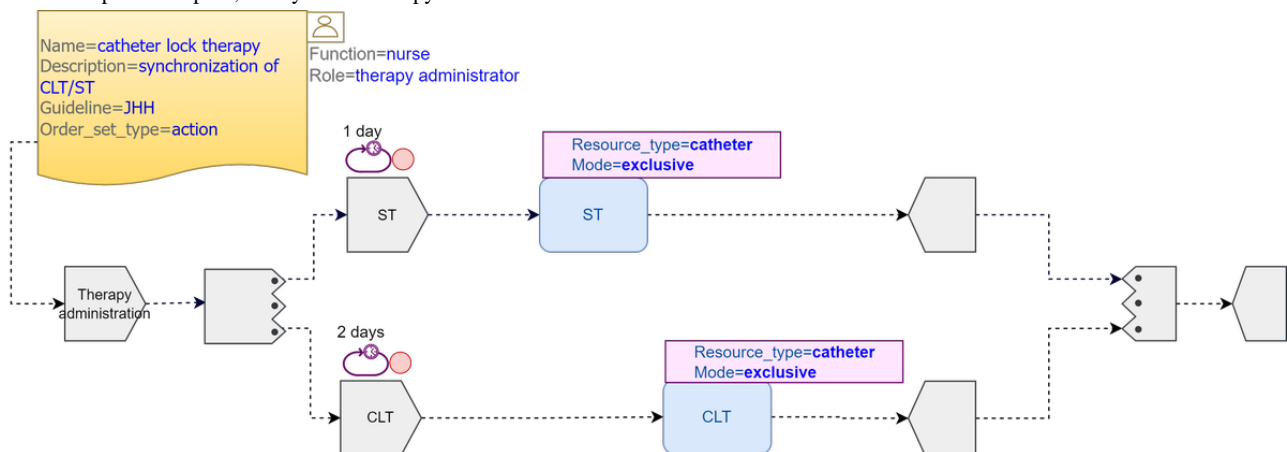 Name=catheter lock therapy
Description=synchronization of
CLT/ST
Guideline=JHH
Order_set_type=action
Function=nurse
Role=therapy administrator
1 day
Resource_type=catheter
Mode=exclusive
ST
ST
Therapy
administration
2 days
Resource_type=catheter
Mode=exclusive
CLT
CLT